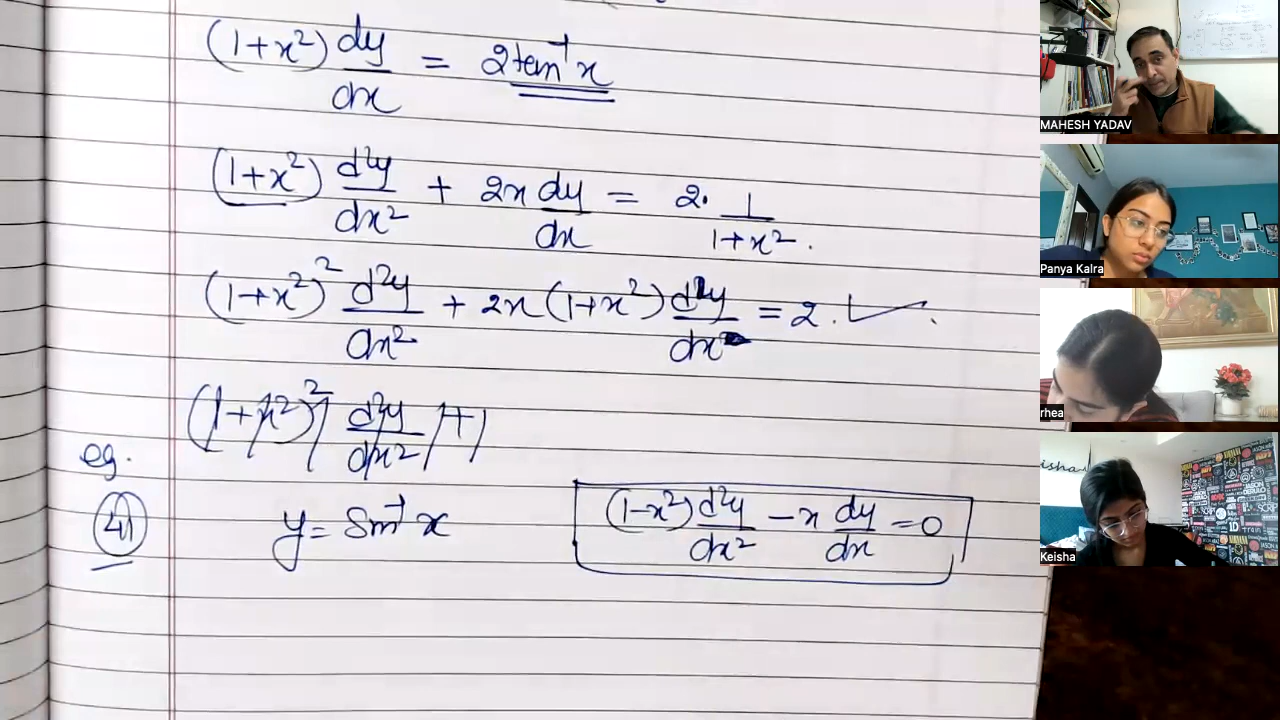 (1+x²) dy/dx = 2tan⁻¹x
(1+x²) d²y/dx² + 2x dy/dx = 2· 1/1+x².
(1+x²)² d²y/dx² + 2x(1+x²) dy/dx = 2.
(1+x²)² d²y/dx² +
eg.
41 y = Sin⁻¹x (1-x²) d²y/dx² - x dy/dx = 0
MAHESH YADAV
Panya Kalra
rhea
Keisha